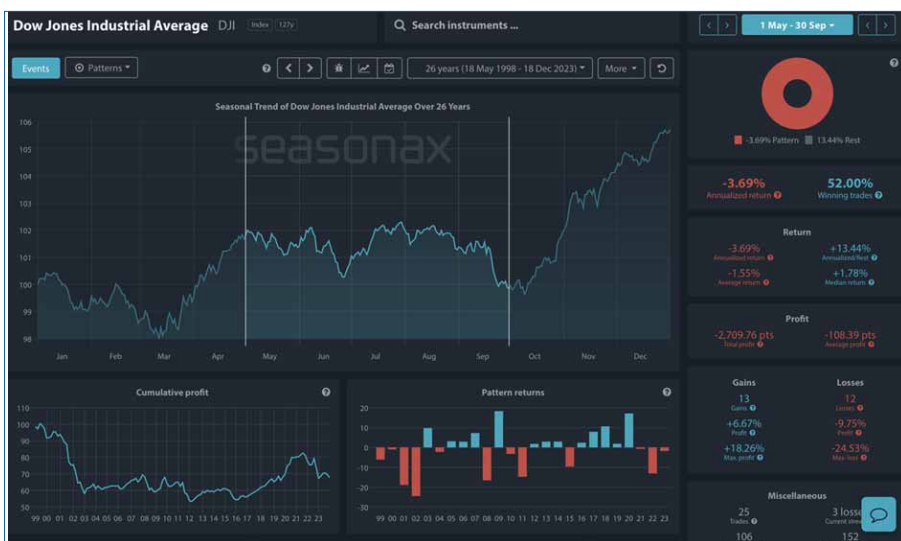 Dow Jones Industrial Average DJI Index 127y
Search instruments ...
1 May - 30 Sep
Events Patterns
26 years (18 May 1998 - 18 Dec 2023) More
Seasonal Trend of Dow Jones Industrial Average Over 26 Years
seasonax
106
105
104
103
102
101
100
99
98
Jan Feb Mar Apr May Jun Jul Aug Sep Oct Nov Dec
-3.69% Pattern 13.44% Rest
-3.69% 52.00%
Annualized return Winning trades
Return
-3.69% +13.44%
Annualized return Annualized/Rest
-1.55% +1.78%
Average return Median return
Profit
-2,709.76 pts -108.39 pts
Total profit Average profit
Gains Losses
13 12
Gains Losses
+6.67% -9.75%
Profit Profit
+18.26% -24.53%
Max. profit Max. loss
Miscellaneous
25 3 losse
Trades Current strea
106 152
Cumulative profit
110
100
90
80
70
60
50
99 00 01 02 03 04 05 06 07 08 09 10 11 12 13 14 15 16 17 18 19 20 21 22 23
Pattern returns
20
10
0
-10
-20
-30
99 00 01 02 03 04 05 06 07 08 09 10 11 12 13 14 15 16 17 18 19 20 21 22 23